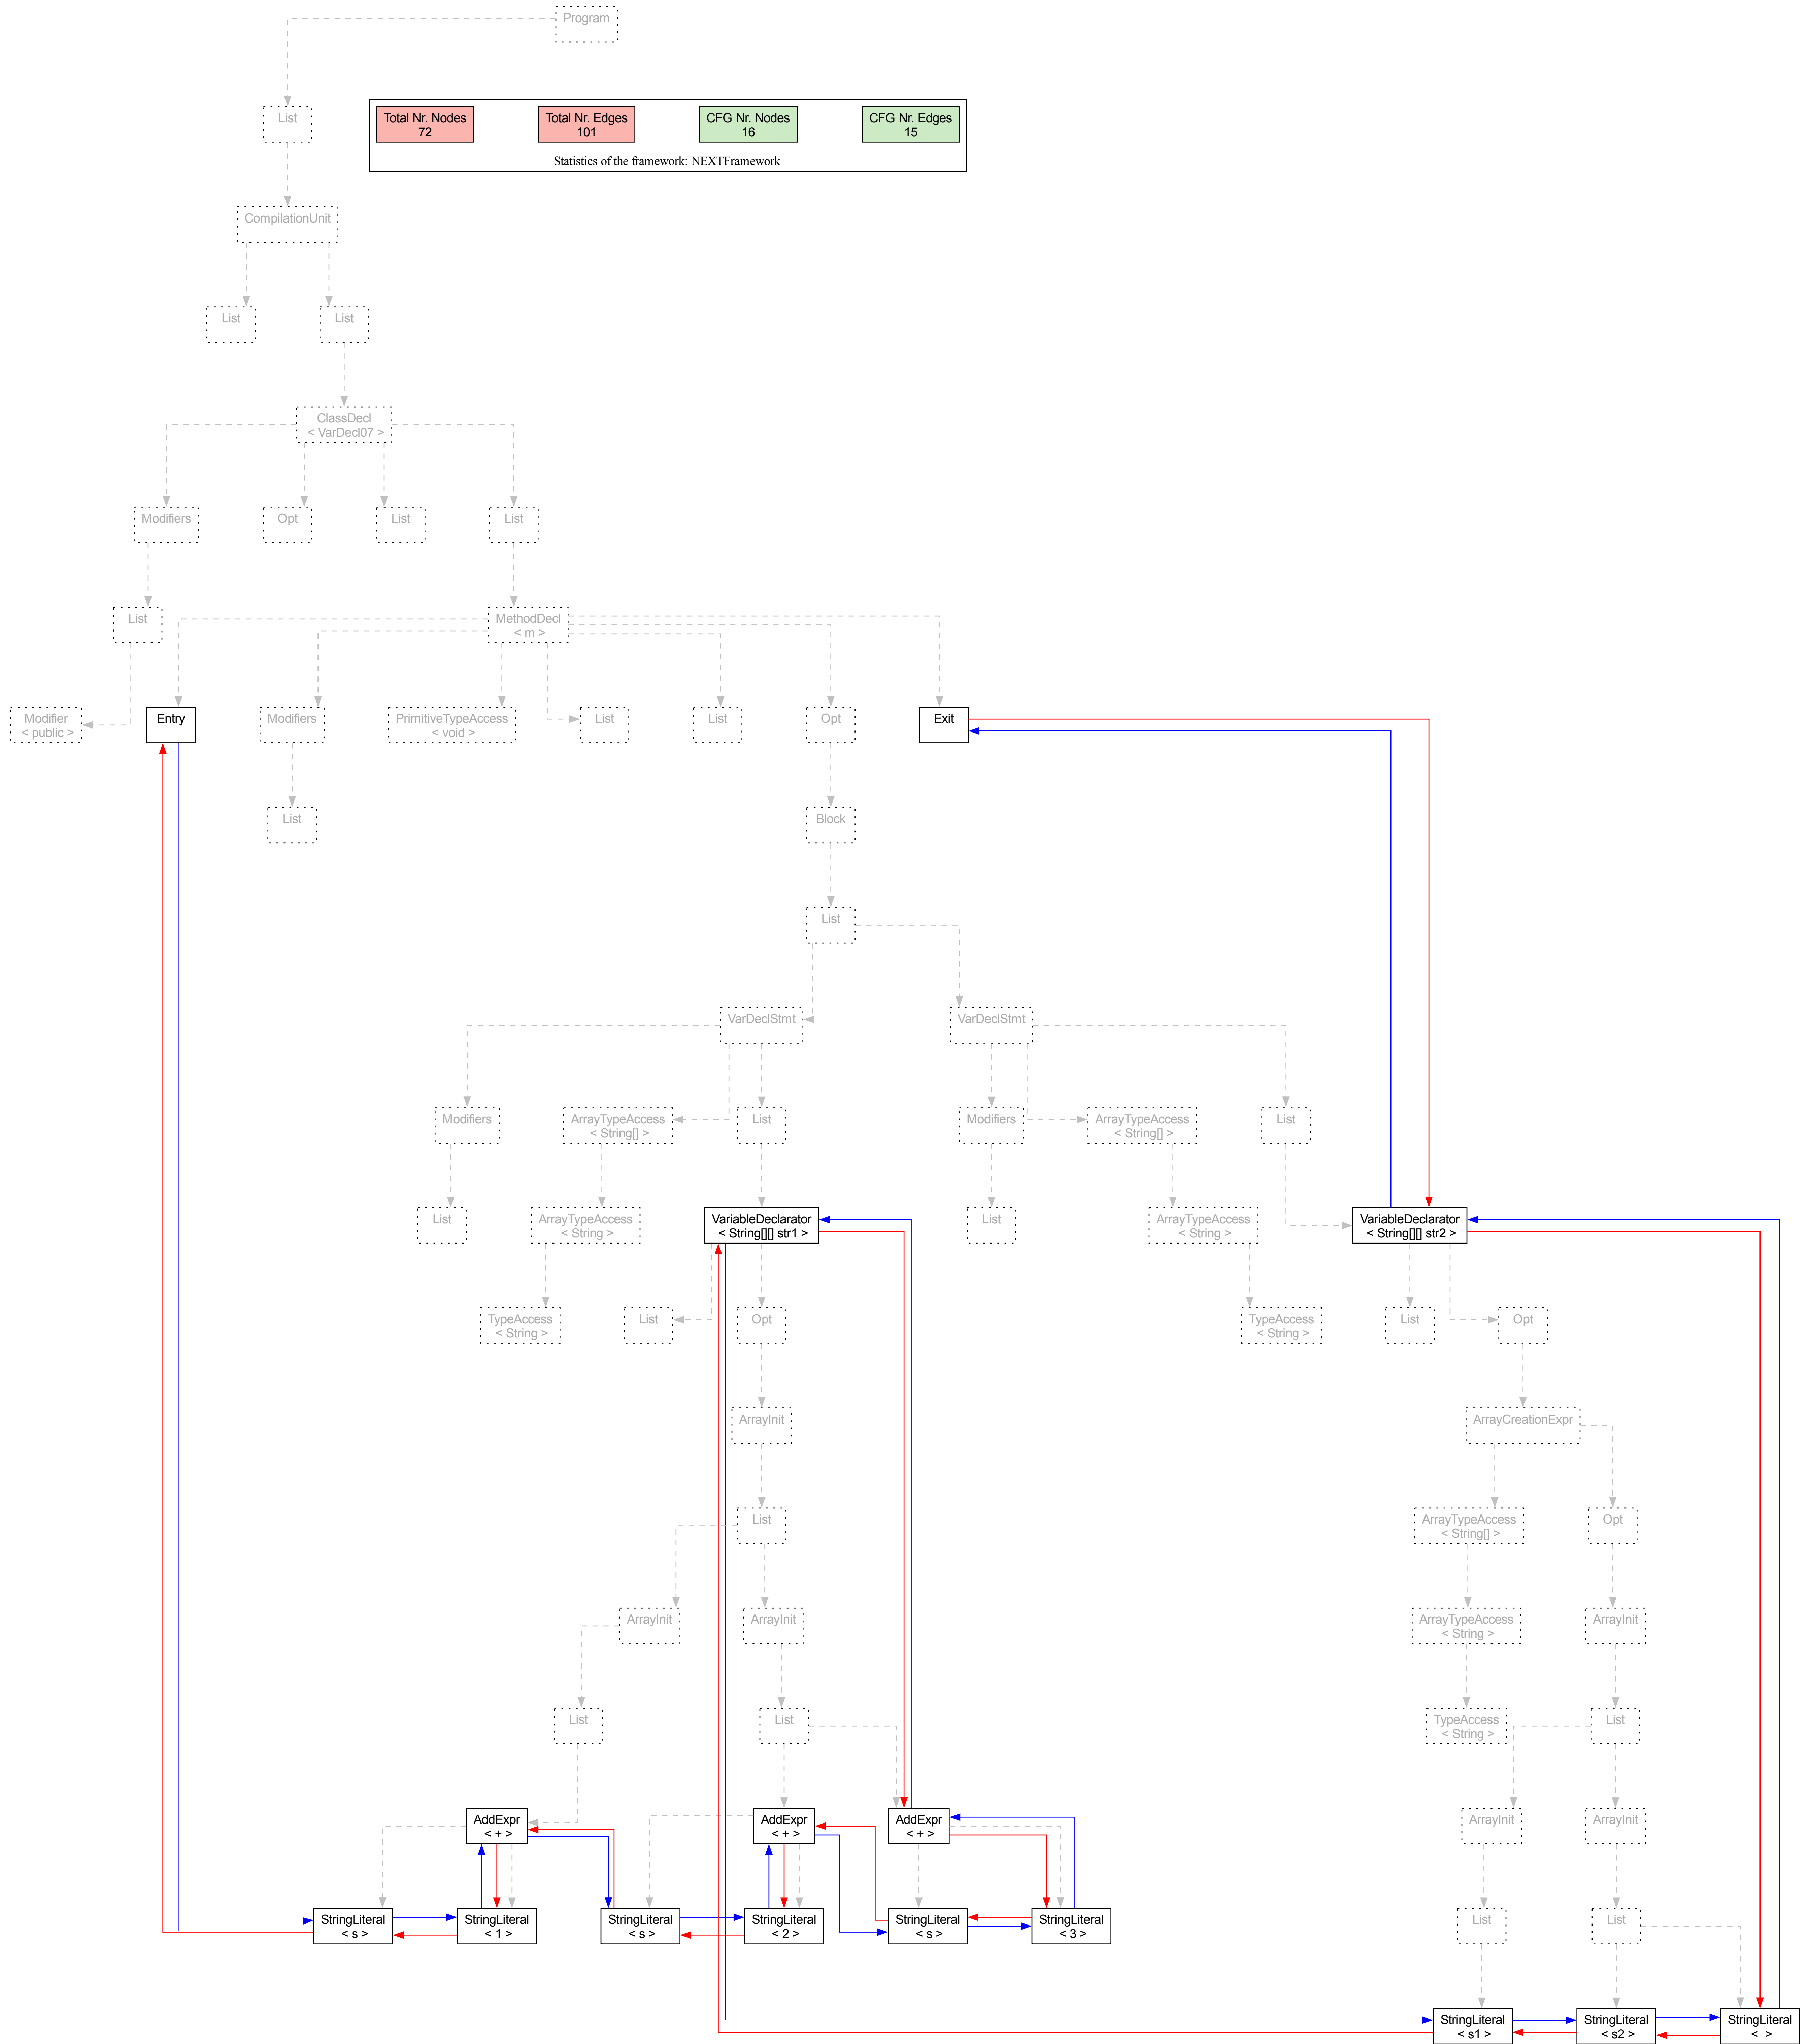 Program
List
Total Nr. Nodes
72
Total Nr. Edges
101
CFG Nr. Nodes
16
CFG Nr. Edges
15
Statistics of the framework: NEXTFramework
CompilationUnit
List
List
ClassDecl
< VarDecl07 >
Modifiers
Opt
List
List
List
MethodDecl
< m >
Modifier
< public >
Entry
Modifiers
PrimitiveTypeAccess
< void >
List
List
Opt
Exit
List
Block
List
VarDeclStmt
VarDeclStmt
Modifiers
ArrayTypeAccess
< String[] >
List
Modifiers
ArrayTypeAccess
< String[] >
List
List
ArrayTypeAccess
< String >
VariableDeclarator
< String[][] str1 >
List
ArrayTypeAccess
< String >
VariableDeclarator
< String[][] str2 >
TypeAccess
< String >
List
Opt
TypeAccess
< String >
List
Opt
ArrayInit
ArrayCreationExpr
List
ArrayTypeAccess
< String[] >
Opt
ArrayInit
ArrayInit
ArrayTypeAccess
< String >
ArrayInit
List
List
TypeAccess
< String >
List
AddExpr
< + >
AddExpr
< + >
AddExpr
< + >
ArrayInit
ArrayInit
StringLiteral
< s >
StringLiteral
< 1 >
StringLiteral
< s >
StringLiteral
< 2 >
StringLiteral
< s >
StringLiteral
< 3 >
List
List
StringLiteral
< s1 >
StringLiteral
< s2 >
StringLiteral
<  >